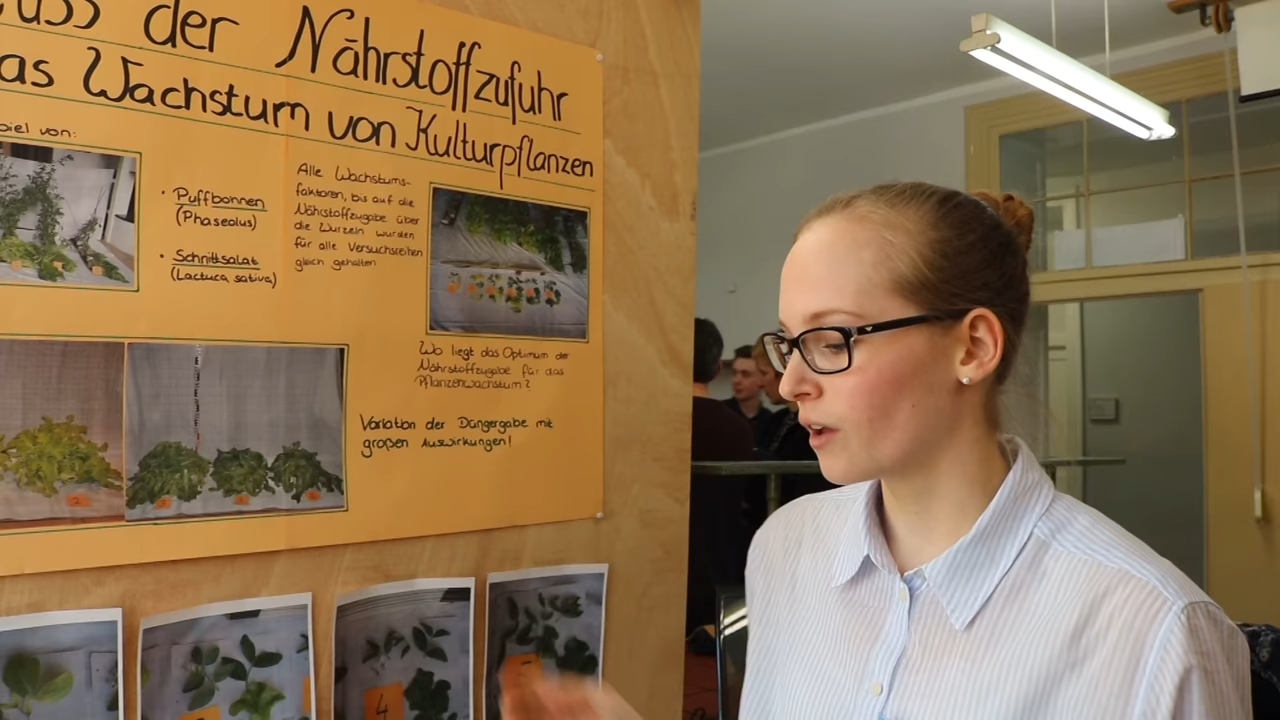 uss der Nährstoffzufuhr
as Wachstum von Kulturpflanzen
piel von:
• Puffbonnen
(Phaseolus)
• Schnittsalat
(Lactuca sativa)
Alle Wachstums-
faktoren, bis auf die
Nährstoffzugabe über
die Wurzeln wurden
für alle Versuchsreihen
gleich gehalten
Wo liegt das Optimum der
Nährstoffzugabe für das
Pflanzenwachstum?
Variation der Düngergabe mit
großen Auswirkungen!
2
4